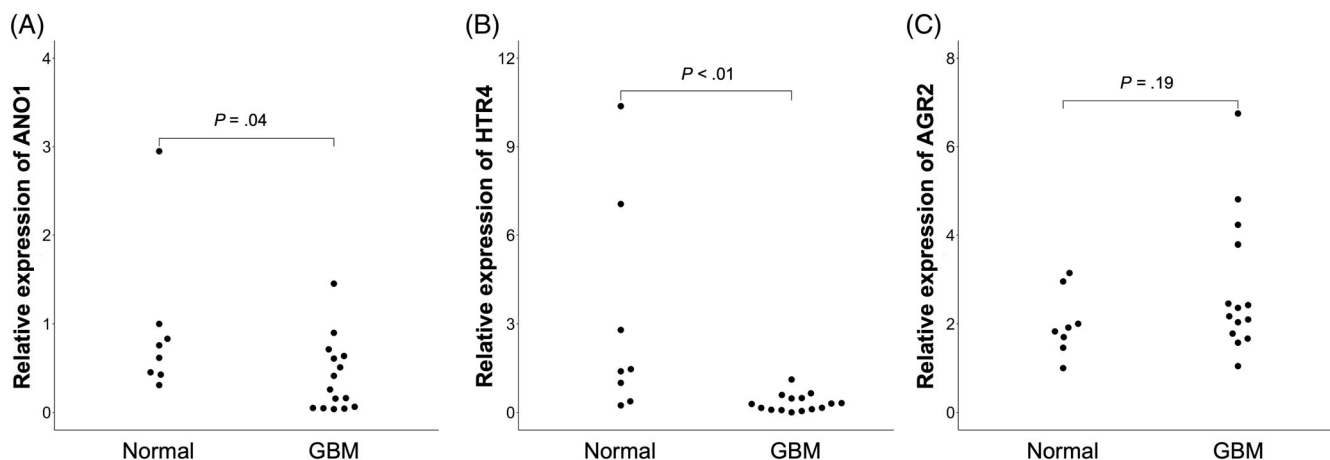 (A)
Relative expression of ANO1
4
3
2
1
0
P = .04
Normal GBM
(B)
Relative expression of HTR4
12
9
6
3
0
P < .01
Normal GBM
(C)
Relative expression of AGR2
8
6
4
2
0
P = .19
Normal GBM